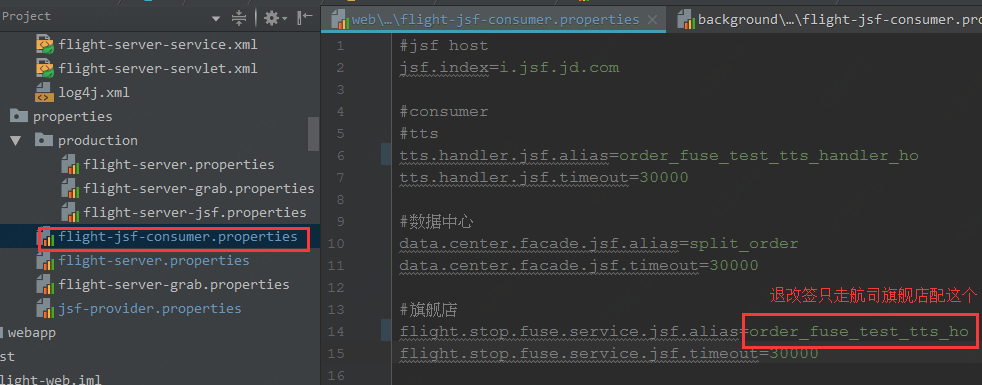 Project
flight-server-service.xml
flight-server-servlet.xml
log4j.xml
properties
production
flight-server.properties
flight-server-grab.properties
flight-server-jsf.properties
flight-jsf-consumer.properties
flight-server.properties
flight-server-grab.properties
jsf-provider.properties
webapp
st
light-web.iml
web\...\flight-jsf-consumer.properties
background\...\flight-jsf-consumer.pro
1 #jsf host
2 jsf.index=i.jsf.jd.com
3
4 #consumer
5 #tts
6 tts.handler.jsf.alias=order_fuse_test_tts_handler_ho
7 tts.handler.jsf.timeout=30000
8
9 #数据中心
10 data.center.facade.jsf.alias=split_order
11 data.center.facade.jsf.timeout=30000
12
退改签只走航司旗舰店配这个
13 #旗舰店
14 flight.stop.fuse.service.jsf.alias=order_fuse_test_tts_ho
15 flight.stop.fuse.service.jsf.timeout=30000
16